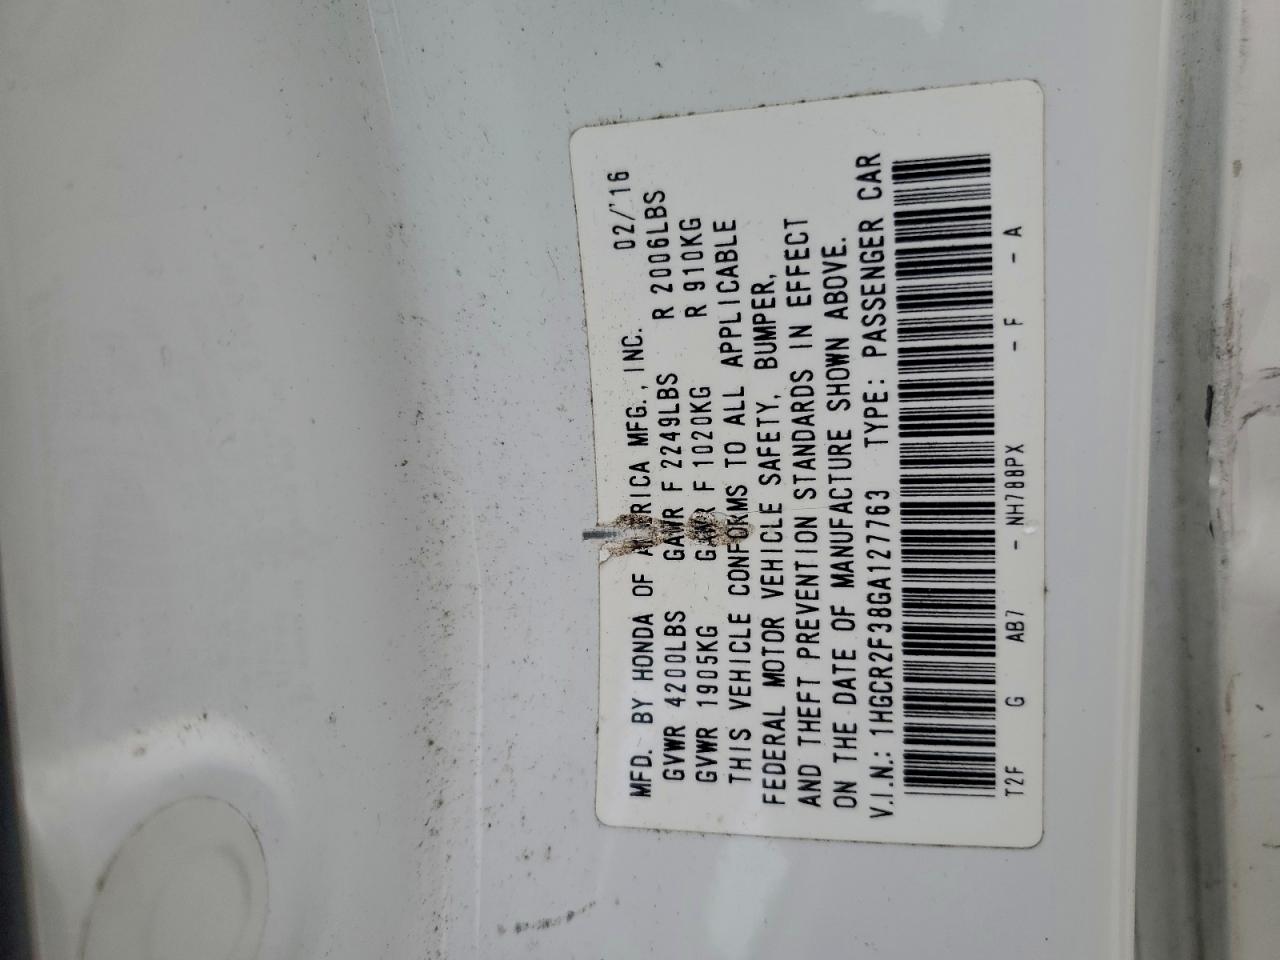 MFD. BY HONDA OF AMERICA MFG., INC. 02/'16
GVWR 4200LBS GAWR F 2249LBS R 2006LBS
GVWR 1905KG GAWR F 1020KG R 910KG
THIS VEHICLE CONFORMS TO ALL APPLICABLE
FEDERAL MOTOR VEHICLE SAFETY, BUMPER,
AND THEFT PREVENTION STANDARDS IN EFFECT
ON THE DATE OF MANUFACTURE SHOWN ABOVE.
V.I.N.: 1HGCR2F38GA127763 TYPE: PASSENGER CAR
T2F G AB7 - NH788PX - F - A